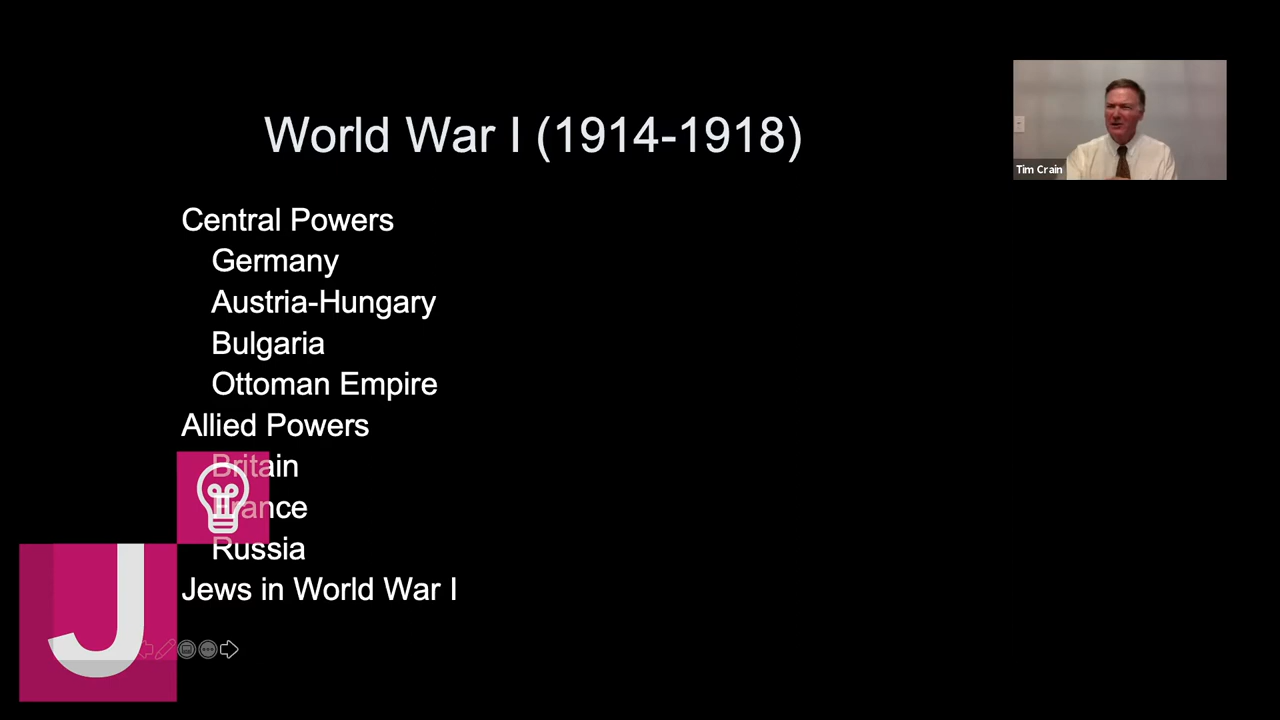 World War I (1914-1918)
Tim Crain
Central Powers
Germany
Austria-Hungary
Bulgaria
Ottoman Empire
Allied Powers
Britain
France
Russia
Jews in World War I
J